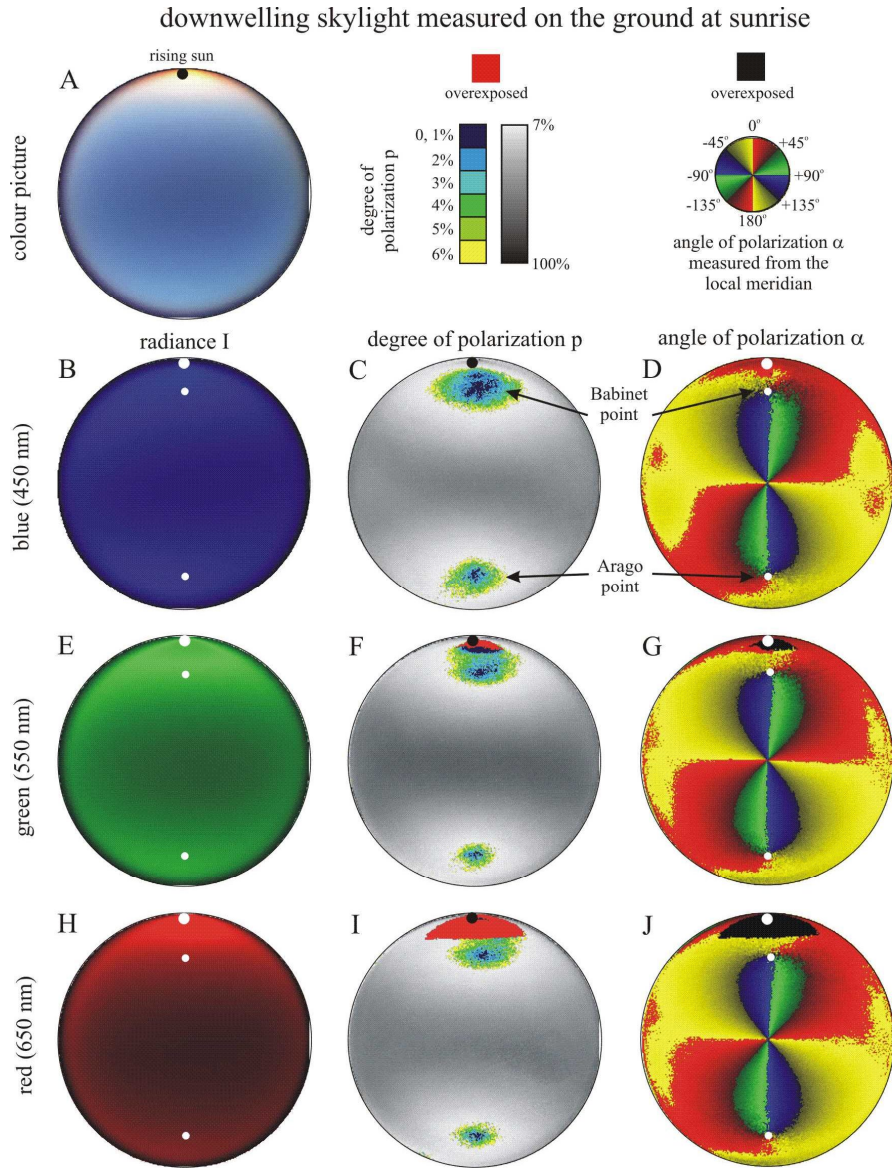 downwelling skylight measured on the ground at sunrise
A
rising sun
colour picture
overexposed
degree of
polarization p
0, 1%
2%
3%
4%
5%
6%
7%
100%
overexposed
0°
-45°
+45°
-90°
+90°
-135°
+135°
180°
angle of polarization α
measured from the
local meridian
radiance I
degree of polarization p
angle of polarization α
blue (450 nm)
B
C
D
Babinet
point
Arago
point
green (550 nm)
E
F
G
red (650 nm)
H
I
J